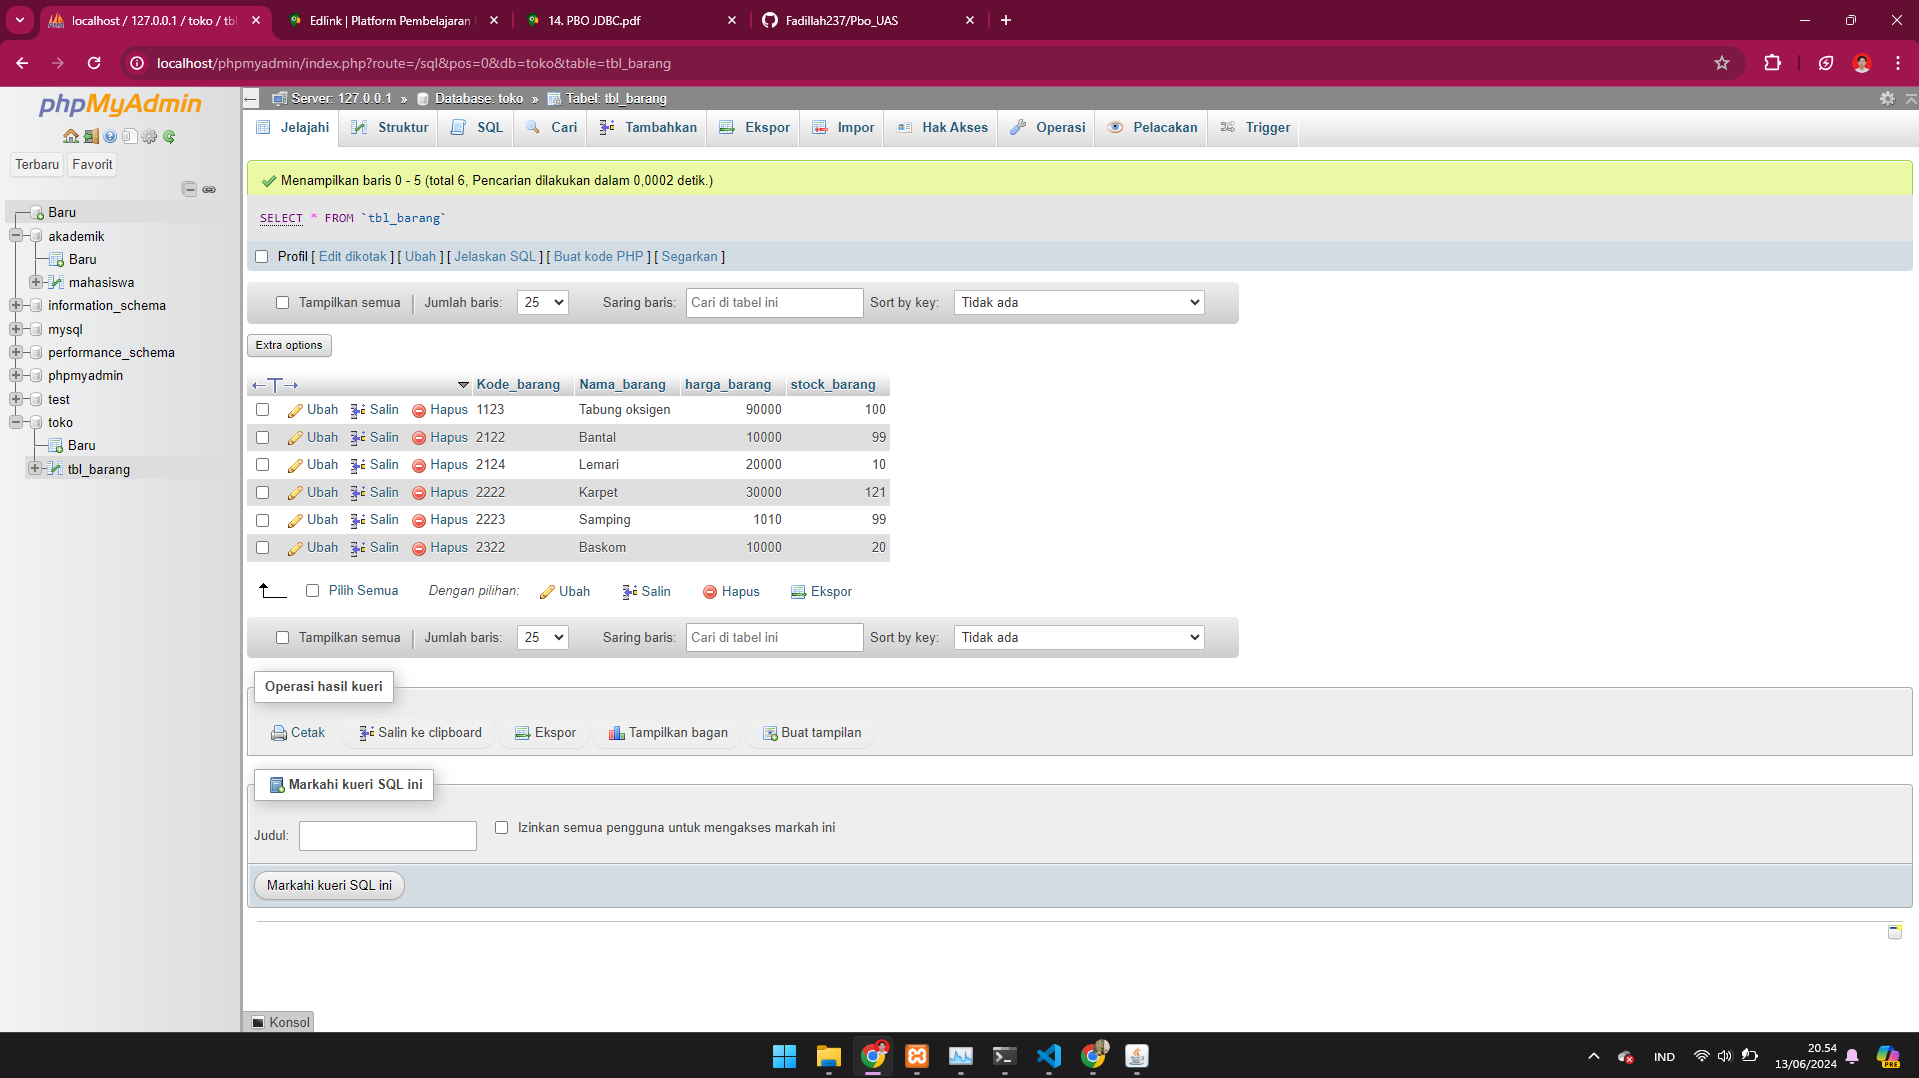 localhost / 127.0.0.1 / toko / tbl
Edlink | Platform Pembelajaran
14. PBO JDBC.pdf
Fadillah237/Pbo_UAS
localhost/phpmyadmin/index.php?route=/sql&pos=0&db=toko&table=tbl_barang
phpMyAdmin
Terbaru Favorit
Baru
akademik
Baru
mahasiswa
information_schema
mysql
performance_schema
phpmyadmin
test
toko
Baru
tbl_barang
Server: 127.0.0.1 » Database: toko » Tabel: tbl_barang
Jelajahi Struktur SQL Cari Tambahkan Ekspor Impor Hak Akses Operasi Pelacakan Trigger
Menampilkan baris 0 - 5 (total 6, Pencarian dilakukan dalam 0,0002 detik.)
SELECT * FROM `tbl_barang`
Profil [ Edit dikotak ] [ Ubah ] [ Jelaskan SQL ] [ Buat kode PHP ] [ Segarkan ]
Tampilkan semua | Jumlah baris: 25 Saring baris: Cari di tabel ini Sort by key: Tidak ada
Extra options
Kode_barang Nama_barang harga_barang stock_barang
Ubah Salin Hapus 1123 Tabung oksigen 90000 100
Ubah Salin Hapus 2122 Bantal 10000 99
Ubah Salin Hapus 2124 Lemari 20000 10
Ubah Salin Hapus 2222 Karpet 30000 121
Ubah Salin Hapus 2223 Samping 1010 99
Ubah Salin Hapus 2322 Baskom 10000 20
Pilih Semua Dengan pilihan: Ubah Salin Hapus Ekspor
Tampilkan semua | Jumlah baris: 25 Saring baris: Cari di tabel ini Sort by key: Tidak ada
Operasi hasil kueri
Cetak Salin ke clipboard Ekspor Tampilkan bagan Buat tampilan
Markahi kueri SQL ini
Judul: Izinkan semua pengguna untuk mengakses markah ini
Markahi kueri SQL ini
Konsol
IND
20.54
13/06/2024
PRE